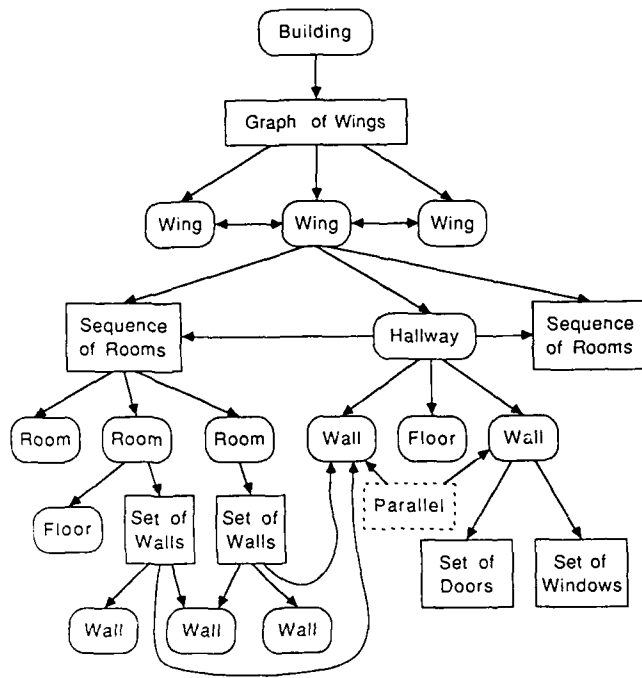 Building
Graph of Wings
Wing
Wing
Wing
Sequence
of Rooms
Hallway
Sequence
of Rooms
Room
Room
Room
Wall
Floor
Wall
Floor
Set of
Walls
Set of
Walls
Parallel
Set of
Doors
Set of
Windows
Wall
Wall
Wall